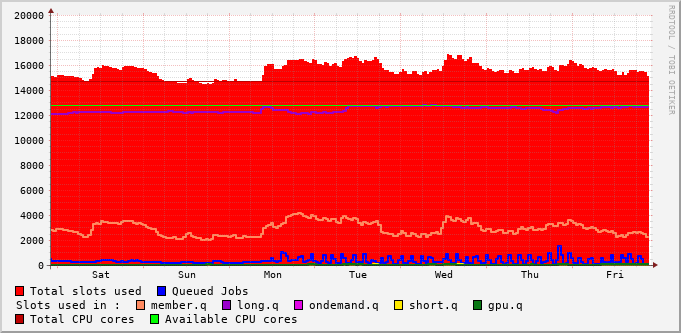 RRDTOOL / TOBI OETIKER
20000
18000
16000
14000
12000
10000
8000
6000
4000
2000
0
Sat Sun Mon Tue Wed Thu Fri
Total slots used Queued Jobs
Slots used in : member.q long.q ondemand.q short.q gpu.q
Total CPU cores Available CPU cores